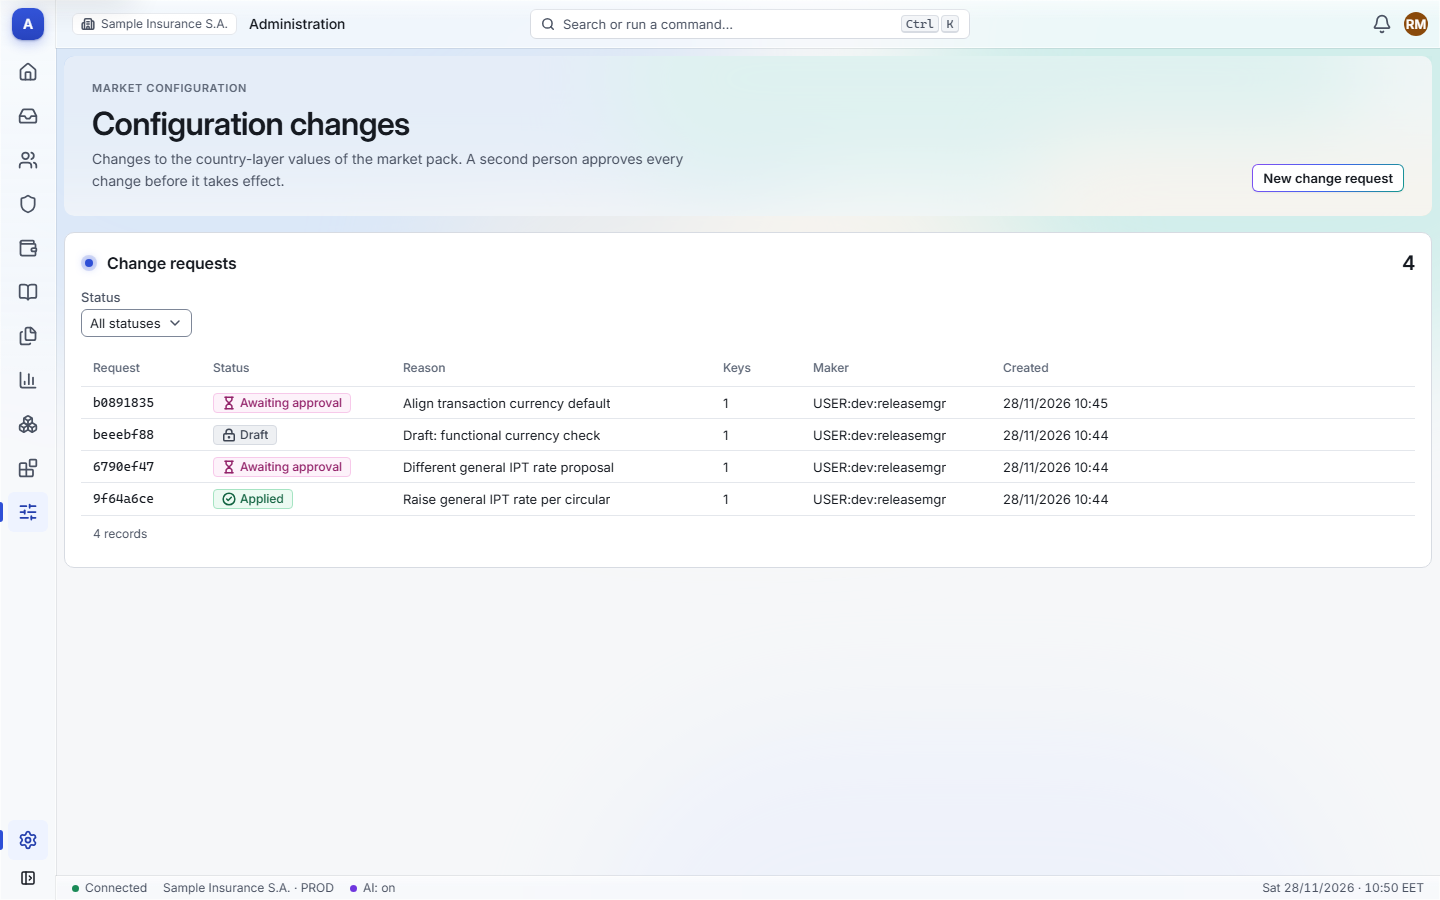 A
Sample Insurance S.A.
Administration
Search or run a command...
Ctrl K
RM
MARKET CONFIGURATION
Configuration changes
Changes to the country-layer values of the market pack. A second person approves every
change before it takes effect.
New change request
Change requests
4
Status
All statuses
Request Status Reason Keys Maker Created
b0891835 Awaiting approval Align transaction currency default 1 USER:dev:releasemgr 28/11/2026 10:45
beeebf88 Draft Draft: functional currency check 1 USER:dev:releasemgr 28/11/2026 10:44
6790ef47 Awaiting approval Different general IPT rate proposal 1 USER:dev:releasemgr 28/11/2026 10:44
9f64a6ce Applied Raise general IPT rate per circular 1 USER:dev:releasemgr 28/11/2026 10:44
4 records
Connected Sample Insurance S.A. · PROD AI: on Sat 28/11/2026 · 10:50 EET